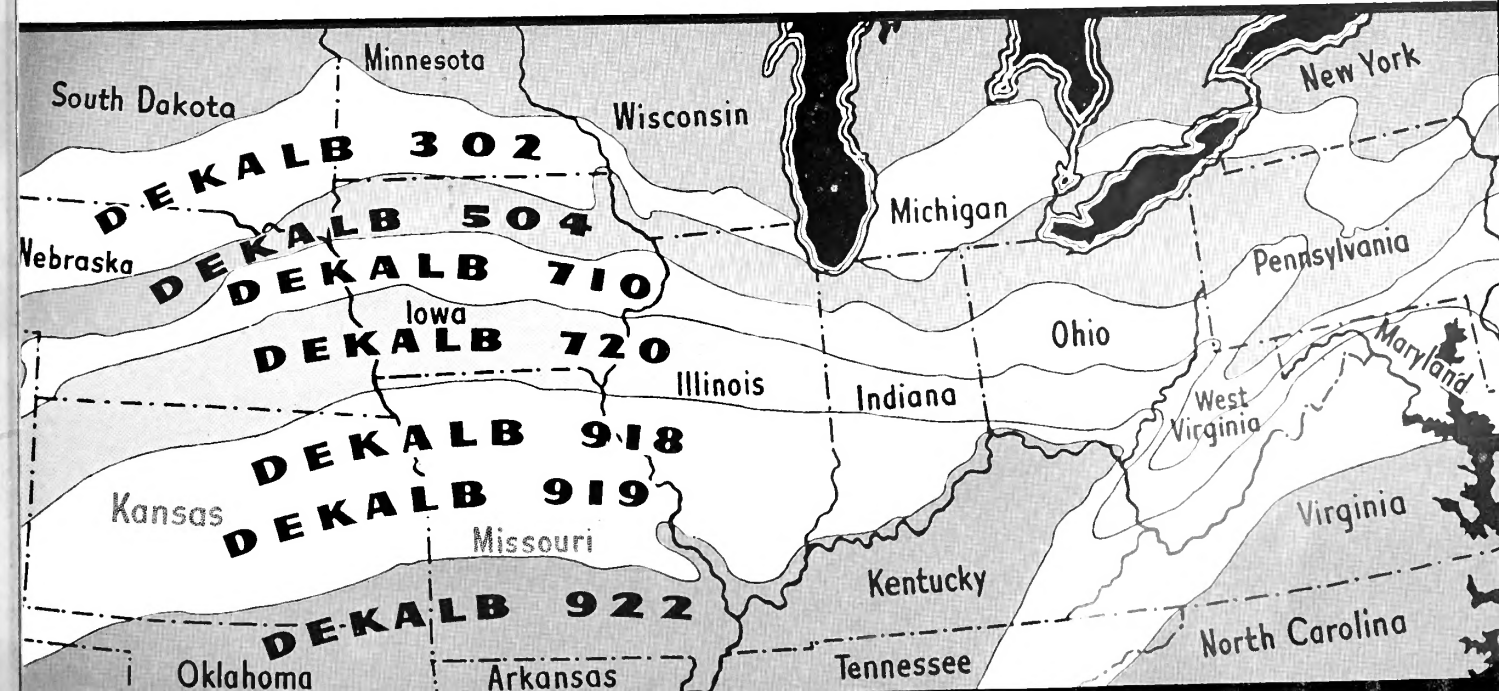 Minnesota
South Dakota
New York
Wisconsin
DEKALB 302
Michigan
DEKALB 504
Nebraska
Pennsylvania
DEKALB 710
Iowa
Ohio
DEKALB 720
Maryland
Illinois
Indiana
West
Virginia
DEKALB 918
DEKALB 919
Kansas
Virginia
Missouri
Kentucky
DEKALB 922
North Carolina
Tennessee
Oklahoma
Arkansas